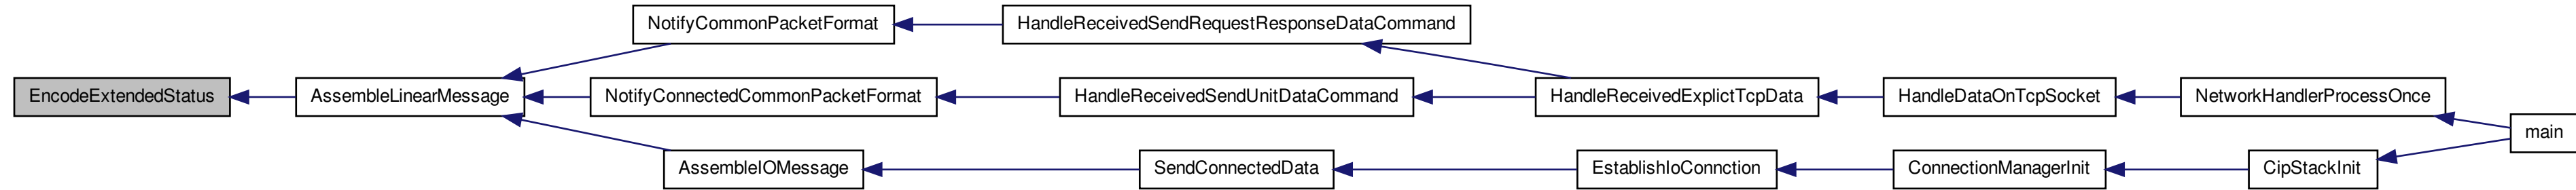 NotifyCommonPacketFormat
HandleReceivedSendRequestResponseDataCommand
EncodeExtendedStatus
AssembleLinearMessage
NotifyConnectedCommonPacketFormat
HandleReceivedSendUnitDataCommand
HandleReceivedExplictTcpData
HandleDataOnTcpSocket
NetworkHandlerProcessOnce
main
AssembleIOMessage
SendConnectedData
EstablishIoConnction
ConnectionManagerInit
CipStackInit